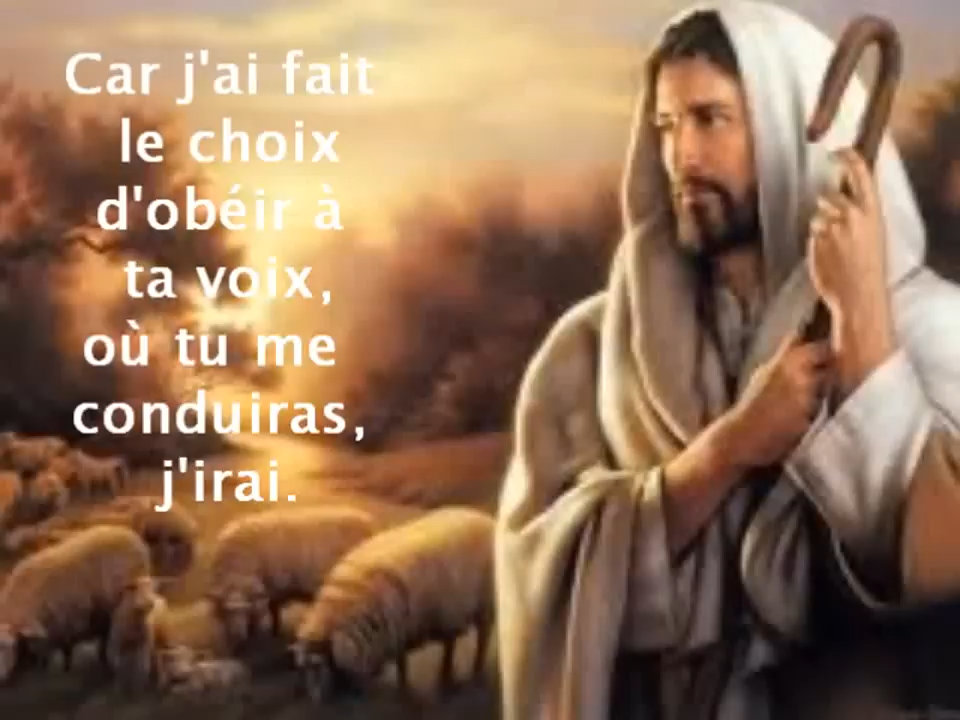 Car j'ai fait
le choix
d'obéir à
ta voix,
où tu me
conduiras,
j'irai.